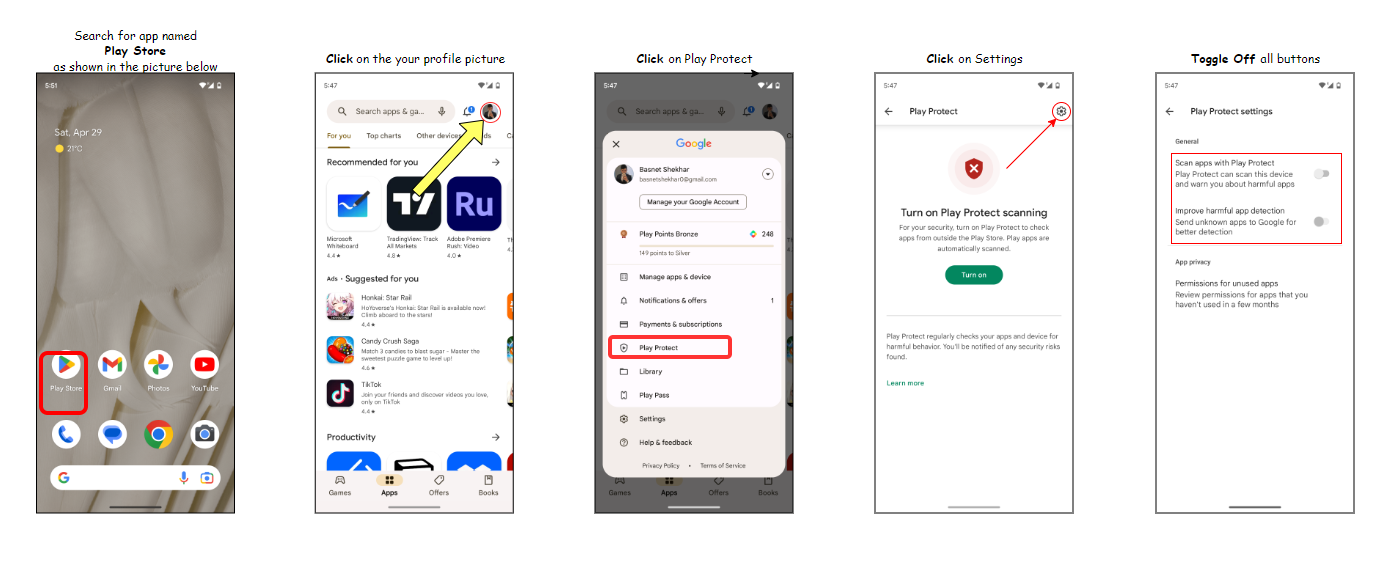 Search for app named
Play Store
as shown in the picture below
5:51
Sat, Apr 29
21°C
Play Store
Gmail
Photos
YouTube
Click on the your profile picture
5:47
Search apps & ga...
For you
Top charts
Other devices
Recommended for you
Microsoft
Whiteboard
4.4★
TradingView: Track
All Markets
4.8★
Ru
Adobe Premiere
Rush: Video
4.0★
Ads • Suggested for you
Honkai: Star Rail
HoYoverse's Honkai: Star Rail is available now!
Climb aboard to the stars!
4.4★
Candy Crush Saga
Match 3 candies to blast sugar – Master the
sweetest puzzle game to level up!
4.6★
TikTok
Join your friends and discover videos you love,
only on TikTok
4.4★
Productivity
Games
Apps
Offers
Books
Click on Play Protect
5:47
Search apps & ga...
Google
Basnet Shekhar
basnetshekhar0@gmail.com
Manage your Google Account
Play Points Bronze
248
149 points to Silver
Manage apps & device
Notifications & offers
1
Payments & subscriptions
Play Protect
Library
Play Pass
Settings
Help & feedback
Privacy Policy • Terms of Service
Games
Apps
Offers
Books
Click on Settings
5:47
Play Protect
Turn on Play Protect scanning
For your security, turn on Play Protect to check
apps from outside the Play Store. Play apps are
automatically scanned.
Turn on
Play Protect regularly checks your apps and device for
harmful behavior. You'll be notified of any security risks
found.
Learn more
Toggle Off all buttons
5:47
Play Protect settings
General
Scan apps with Play Protect
Play Protect can scan this device
and warn you about harmful apps
Improve harmful app detection
Send unknown apps to Google for
better detection
App privacy
Permissions for unused apps
Review permissions for apps that you
haven't used in a few months